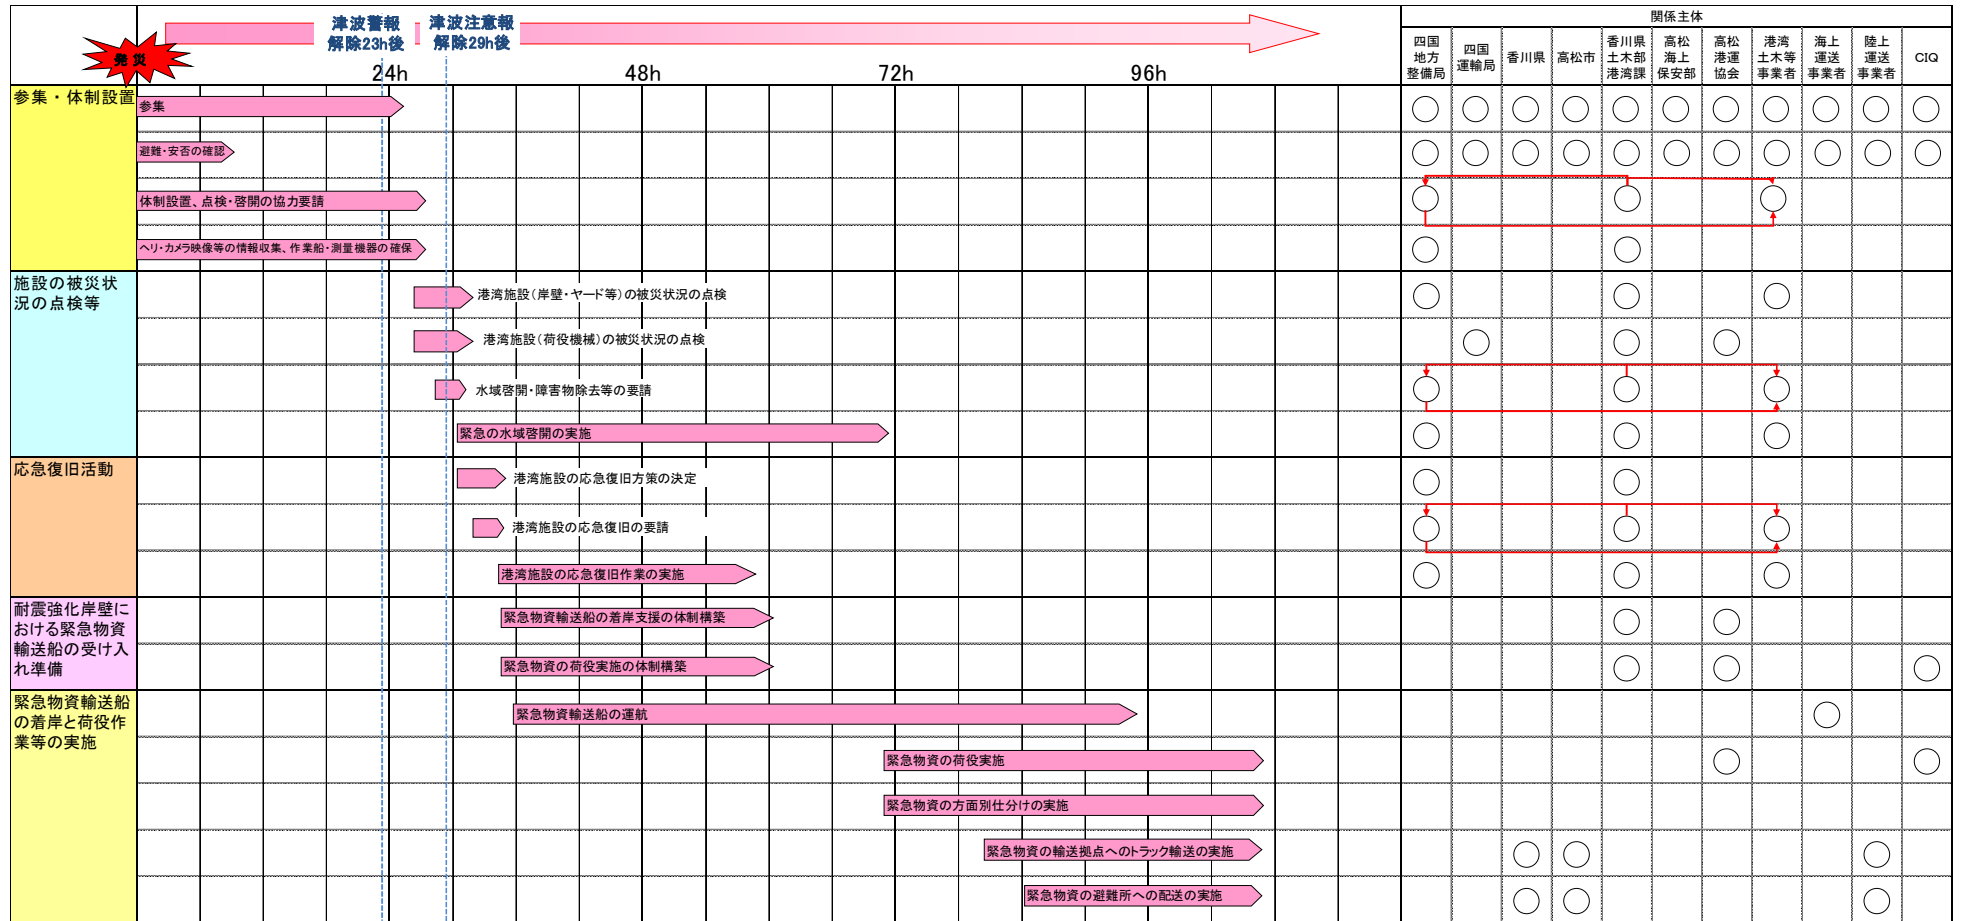 津波警報
解除23h後
津波注意報
解除29h後
発災
24h
48h
72h
96h
関係主体
四国
地方
整備局
四国
運輸局
香川県
高松市
香川県
土木部
港湾課
高松
海上
保安部
高松
港運
協会
港湾
土木等
事業者
海上
運送
事業者
陸上
運送
事業者
CIQ
参集・体制設置
参集
避難・安否の確認
体制設置、点検・啓開の協力要請
ヘリ・カメラ映像等の情報収集、作業船・測量機器の確保
施設の被災状
況の点検等
港湾施設（岸壁・ヤード等）の被災状況の点検
港湾施設（荷役機械）の被災状況の点検
水域啓開・障害物除去等の要請
緊急の水域啓開の実施
応急復旧活動
港湾施設の応急復旧方策の決定
港湾施設の応急復旧の要請
港湾施設の応急復旧作業の実施
耐震強化岸壁に
おける緊急物資
輸送船の受け入
れ準備
緊急物資輸送船の着岸支援の体制構築
緊急物資の荷役実施の体制構築
緊急物資輸送船
の着岸と荷役作
業等の実施
緊急物資輸送船の運航
緊急物資の荷役実施
緊急物資の方面別仕分けの実施
緊急物資の輸送拠点へのトラック輸送の実施
緊急物資の避難所への配送の実施